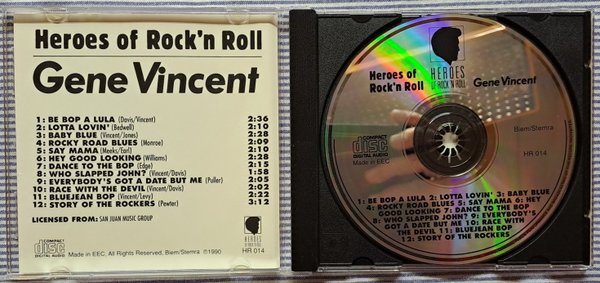 Heroes of Rock'n Roll
Gene Vincent
1: BE BOP A LULA (Davis/Vincent) 2:36
2: LOTTA LOVIN' (Bedwell) 2:10
3: BABY BLUE (Vincent/Jones) 2:28
4: ROCKY ROAD BLUES (Monroe) 2:09
5: SAY MAMA (Meeks/Earl) 2:10
6: HEY GOOD LOOKING (Williams) 2:28
7: DANCE TO THE BOP (Edge) 2:15
8: WHO SLAPPED JOHN? (Vincent/Davis) 1:58
9: EVERYBODY'S GOT A DATE BUT ME (Puller) 2:05
10: RACE WITH THE DEVIL (Vincent/Davis) 2:02
11: BLUEJEAN BOP (Vincent/Levy) 2:22
12: STORY OF THE ROCKERS (Pewter) 3:12
LICENSED FROM: SAN JUAN MUSIC GROUP
HEROES
OF ROCK'N ROLL
COMPACT
disc
DIGITAL AUDIO
Made in EEC, All Rights Reserved, Biem/Stemra ©1990
HR 014
Heroes of
Rock'n Roll
HEROES
OF ROCK'N ROLL
Gene Vincent
COMPACT
disc
DIGITAL AUDIO
Made in EEC
Biem/Stemra
HR 014
1: BE BOP A LULA 2: LOTTA LOVIN' 3: BABY BLUE
4: ROCKY ROAD BLUES 5: SAY MAMA 6: HEY
GOOD LOOKING 7: DANCE TO THE BOP
8: WHO SLAPPED JOHN? 9: EVERYBODY'S
GOT A DATE BUT ME 10: RACE WITH
THE DEVIL 11: BLUEJEAN BOP
12: STORY OF THE ROCKERS